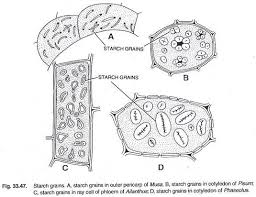 A
STARCH GRAINS
B
STARCH GRAINS
C
D
Fig. 33.47. Starch grains. A, starch grains in outer pericarp of Musa; B, starch grains in cotyledon of Pisum;
C, starch grains in ray cell of phloem of Ailanthus; D, starch grains in cotyledon of Phaseolus.